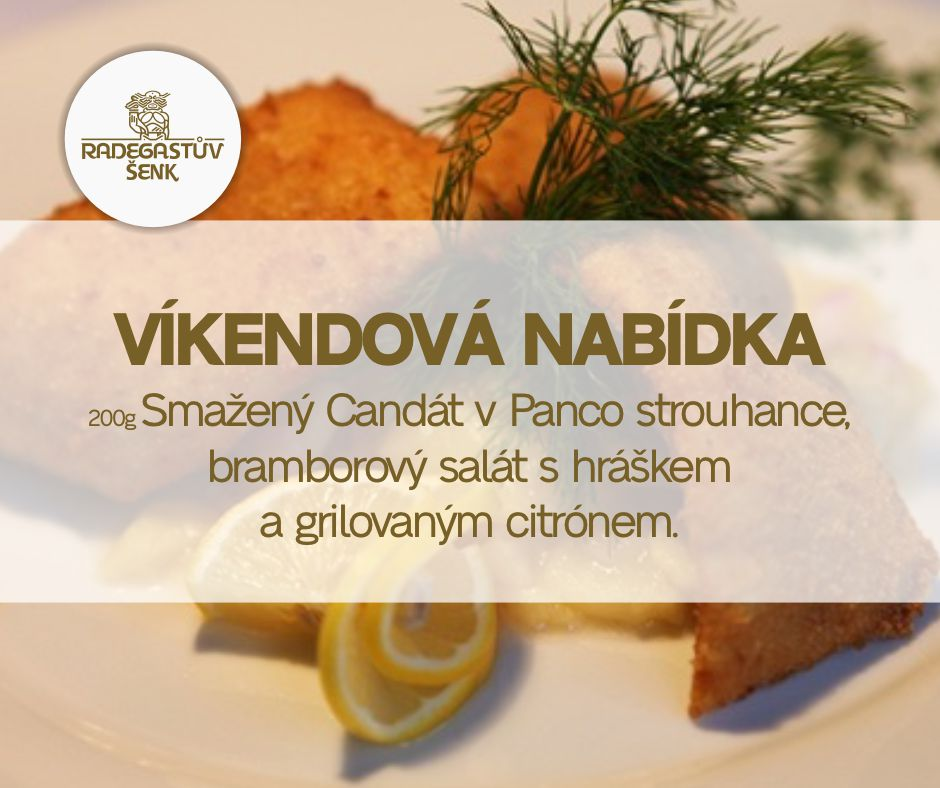 RADEGASTŮV
ŠENK
VÍKENDOVÁ NABÍDKA
200g Smažený Candát v Panco strouhance,
bramborový salát s hráškem
a grilovaným citrónem.